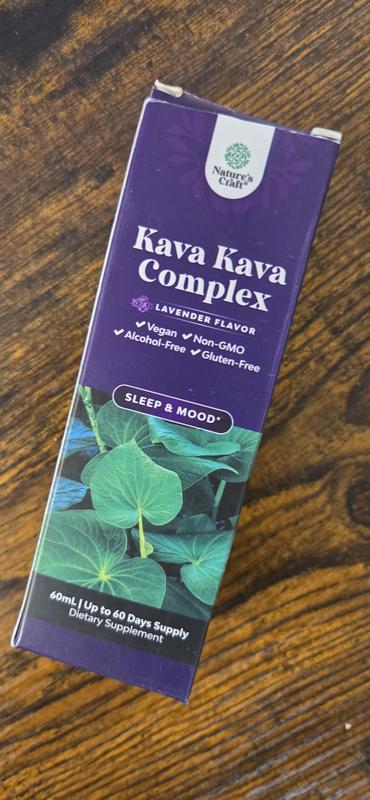 Nature's
Craft®
Kava Kava
Complex
LAVENDER FLAVOR
✓Vegan ✓Non-GMO
✓Alcohol-Free ✓Gluten-Free
SLEEP & MOOD*
60mL | Up to 60 Days Supply
Dietary Supplement